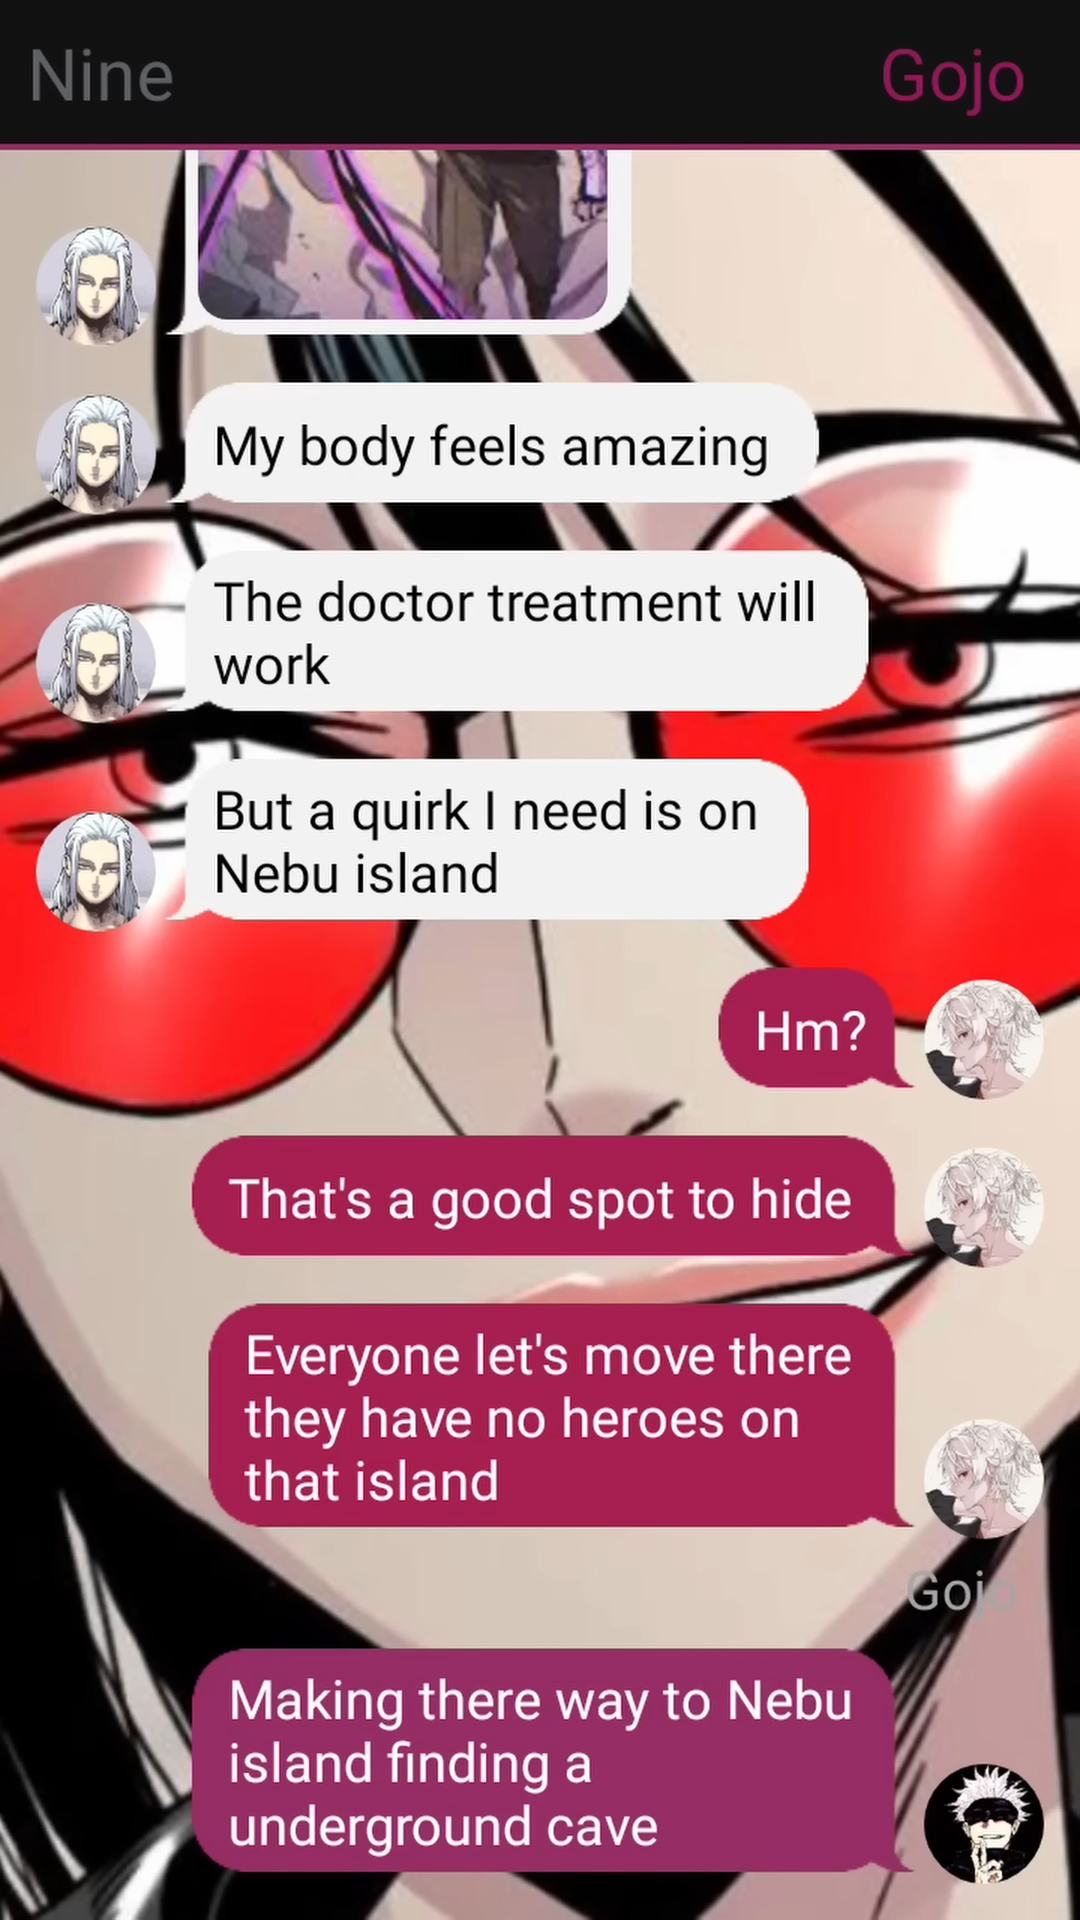 Nine
Gojo
My body feels amazing
The doctor treatment will
work
But a quirk I need is on
Nebu island
Hm?
That's a good spot to hide
Everyone let's move there
they have no heroes on
that island
Gojo
Making there way to Nebu
island finding a
underground cave